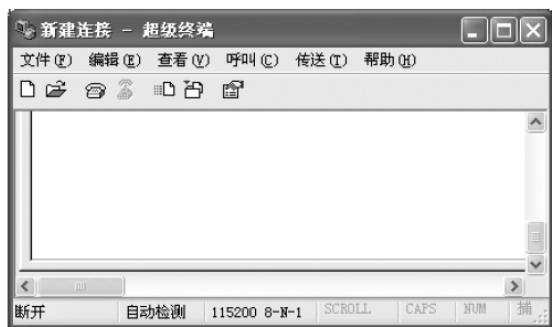 新建连接 - 超级终端
文件(F) 编辑(E) 查看(V) 呼叫(C) 传送(T) 帮助(H)
断开 自动检测 115200 8-N-1 SCROLL CAPS NUM 捕